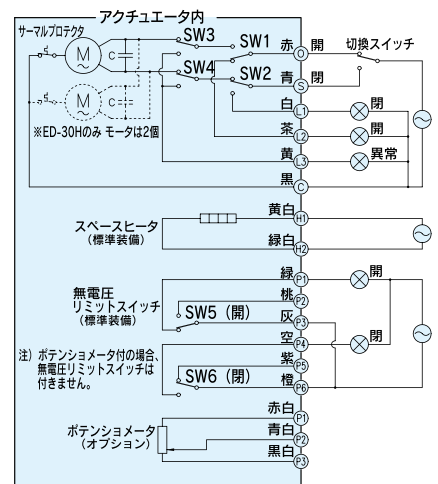 アクチュエータ内
サーマルプロテクタ
M
C
SW3
SW1
赤 O 開
切換スイッチ
SW4
SW2
青 S 閉
M
C
白 L1 閉
※ED-30Hのみ モータは2個
茶 L2 開
黄 L3 異常
黒 C
黄白 H1
スペースヒータ
(標準装備)
緑白 H2
緑 P1 開
無電圧
リミットスイッチ
(標準装備)
桃 P2
SW5(開)
灰 P3
空 P4 閉
注)ポテンショメータ付の場合、
無電圧リミットスイッチは
付きません。
紫 P5
SW6(閉)
橙 P6
赤白 P1
ポテンショメータ
(オプション)
青白 P2
黒白 P3